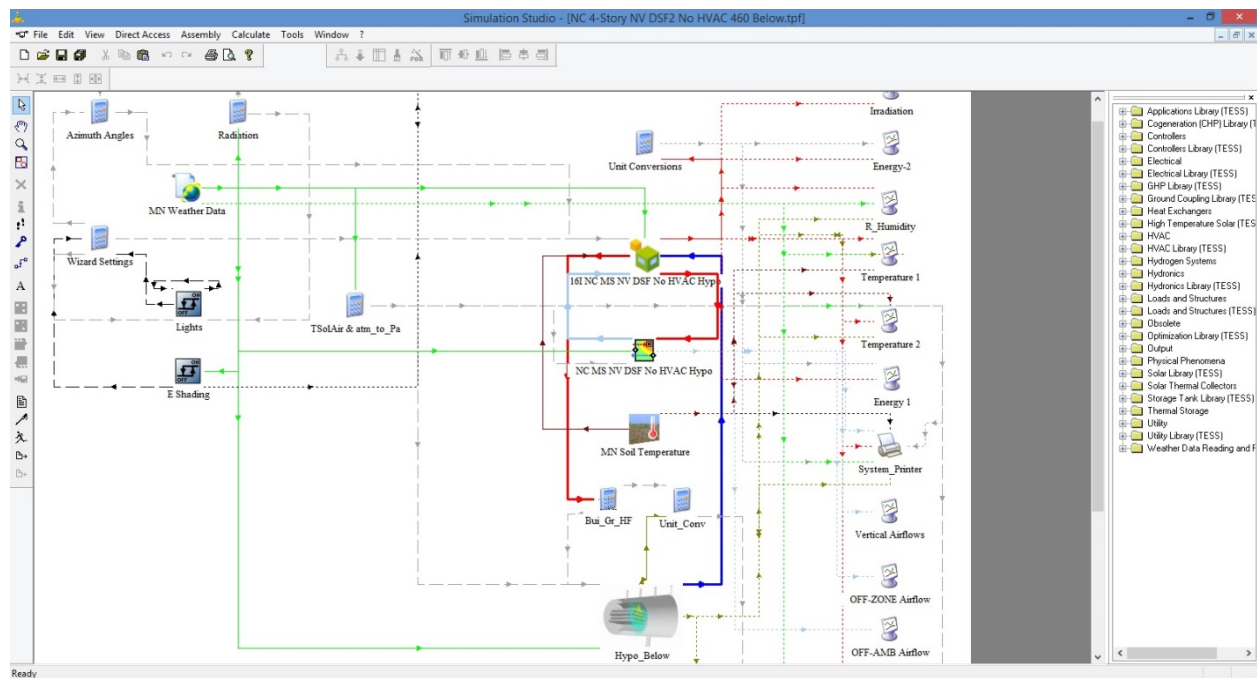 Simulation Studio - [NC 4-Story NV DSF2 No HVAC 460 Below.tpf]
File Edit View Direct Access Assembly Calculate Tools Window ?
Azimuth Angles
Radiation
Irradiation
Unit Conversions
Energy-2
MN Weather Data
R_Humidity
Wizard Settings
16I NC MS NV DSF No HVAC Hypo
Temperature 1
Lights
TSolAir & atm_to_Pa
Temperature 2
E Shading
NC MS NV DSF No HVAC Hypo
Energy 1
MN Soil Temperature
System_Printer
Bui_Gr_HF
Unit_Conv
Vertical Airflows
OFF-ZONE Airflow
Hypo_Below
OFF-AMB Airflow
Applications Library (TESS)
Cogeneration (CHP) Library (T
Controllers
Controllers Library (TESS)
Electrical
Electrical Library (TESS)
GHP Library (TESS)
Ground Coupling Library (TES
Heat Exchangers
High Temperature Solar (TES
HVAC
HVAC Library (TESS)
Hydrogen Systems
Hydronics
Hydronics Library (TESS)
Loads and Structures
Loads and Structures (TESS)
Obsolete
Optimization Library (TESS)
Output
Physical Phenomena
Solar Library (TESS)
Solar Thermal Collectors
Storage Tank Library (TESS)
Thermal Storage
Utility
Utility Library (TESS)
Weather Data Reading and F
Ready